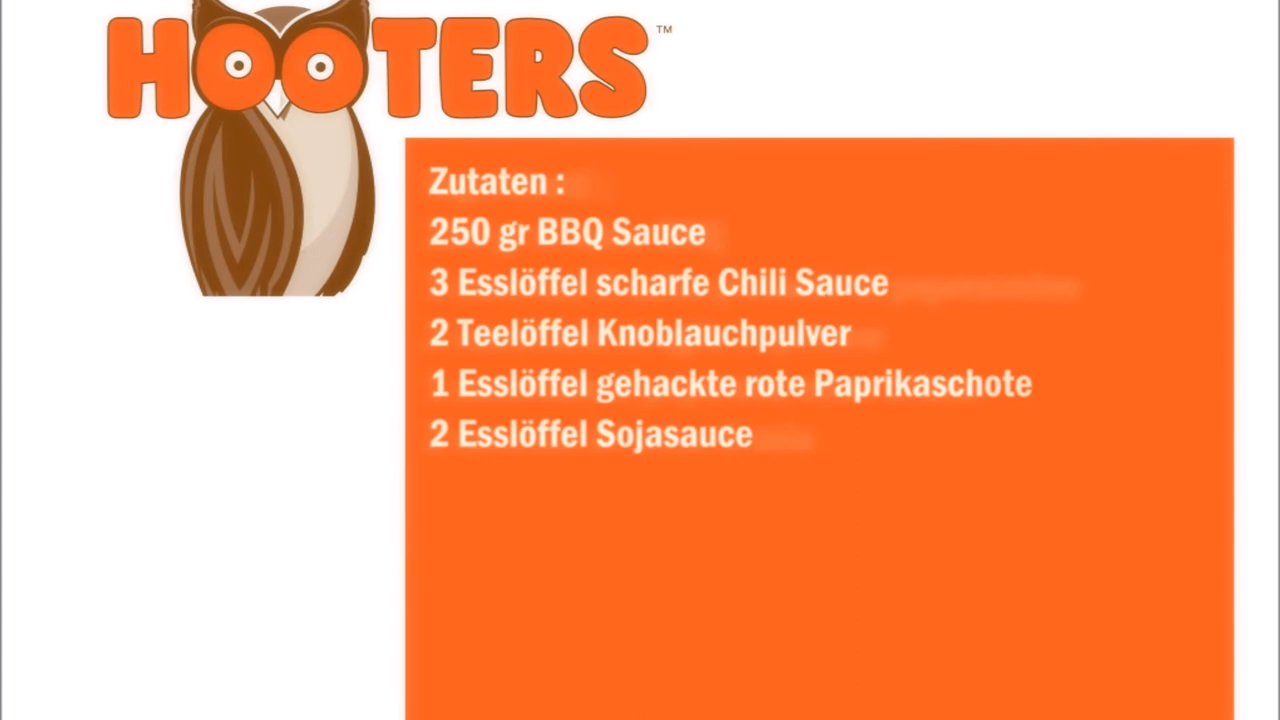 HOOTERS™
Zutaten :
250 gr BBQ Sauce
3 Esslöffel scharfe Chili Sauce
2 Teelöffel Knoblauchpulver
1 Esslöffel gehackte rote Paprikaschote
2 Esslöffel Sojasauce